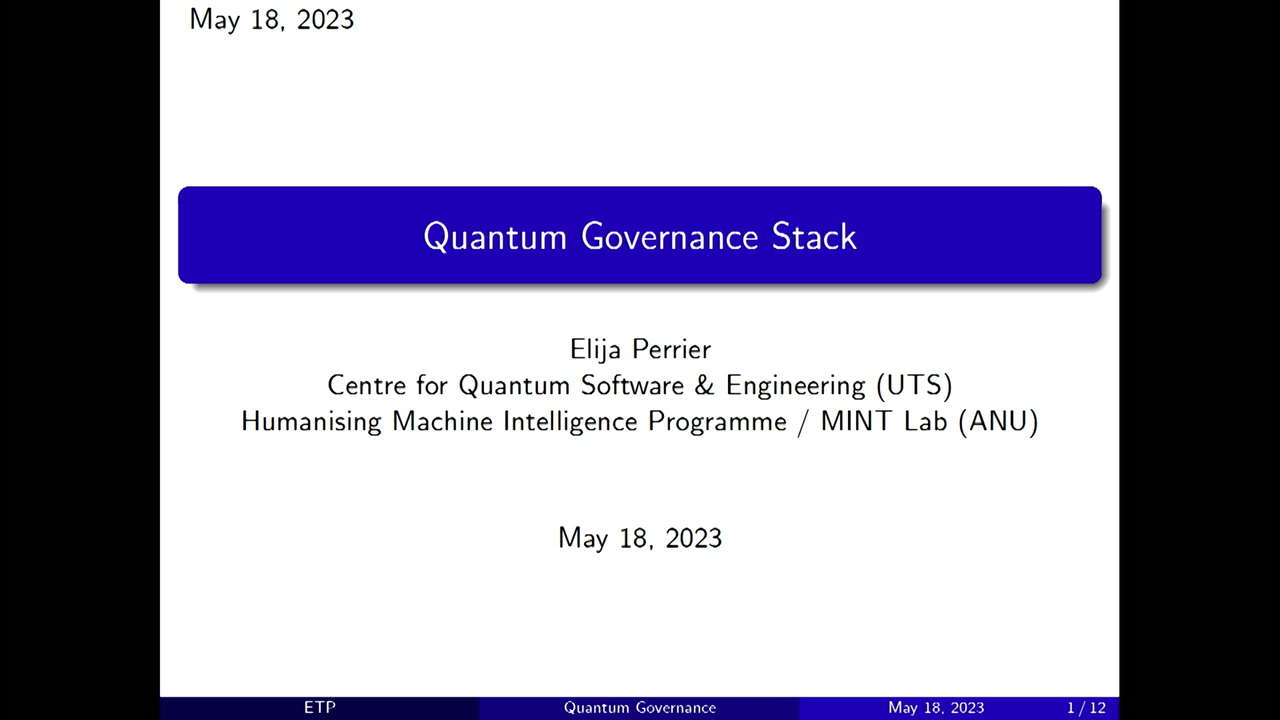 May 18, 2023
Quantum Governance Stack
Elija Perrier
Centre for Quantum Software & Engineering (UTS)
Humanising Machine Intelligence Programme / MINT Lab (ANU)
May 18, 2023
ETP Quantum Governance May 18, 2023 1 / 12